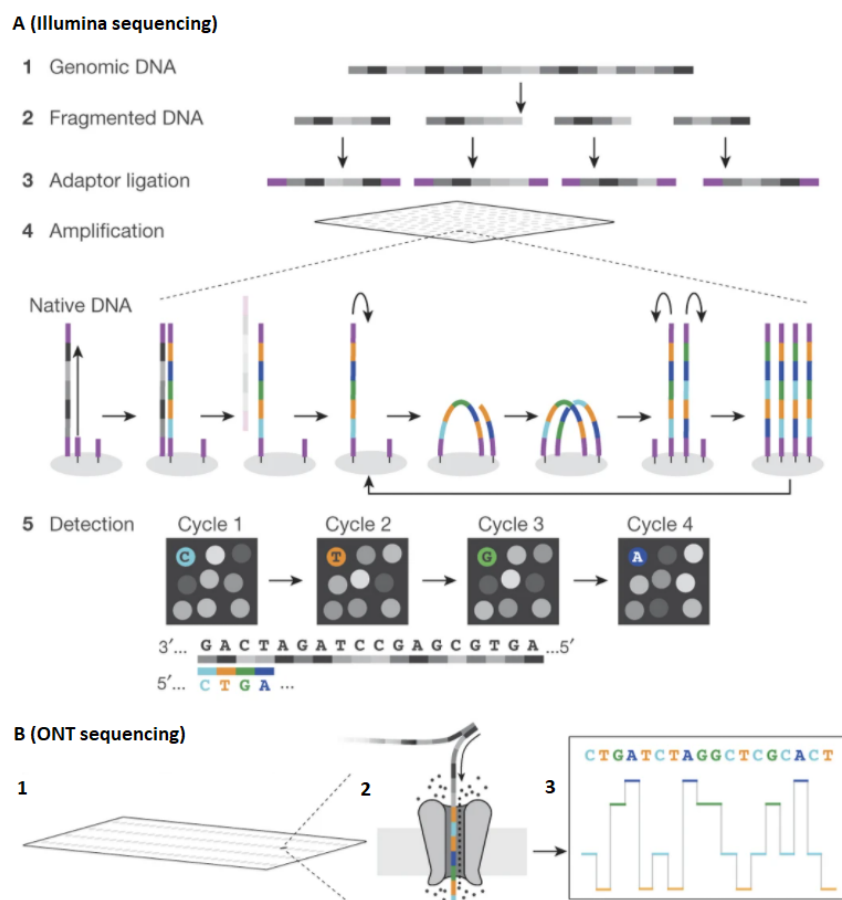 A (Illumina sequencing)
1 Genomic DNA
2 Fragmented DNA
3 Adaptor ligation
4 Amplification
Native DNA
5 Detection Cycle 1 Cycle 2 Cycle 3 Cycle 4
C T G A
3′... G A C T A G A T C C G A G C G T G A ...5′
5′... C T G A ...
B (ONT sequencing)
1 2 3
C T G A T C T A G G C T C G C A C T